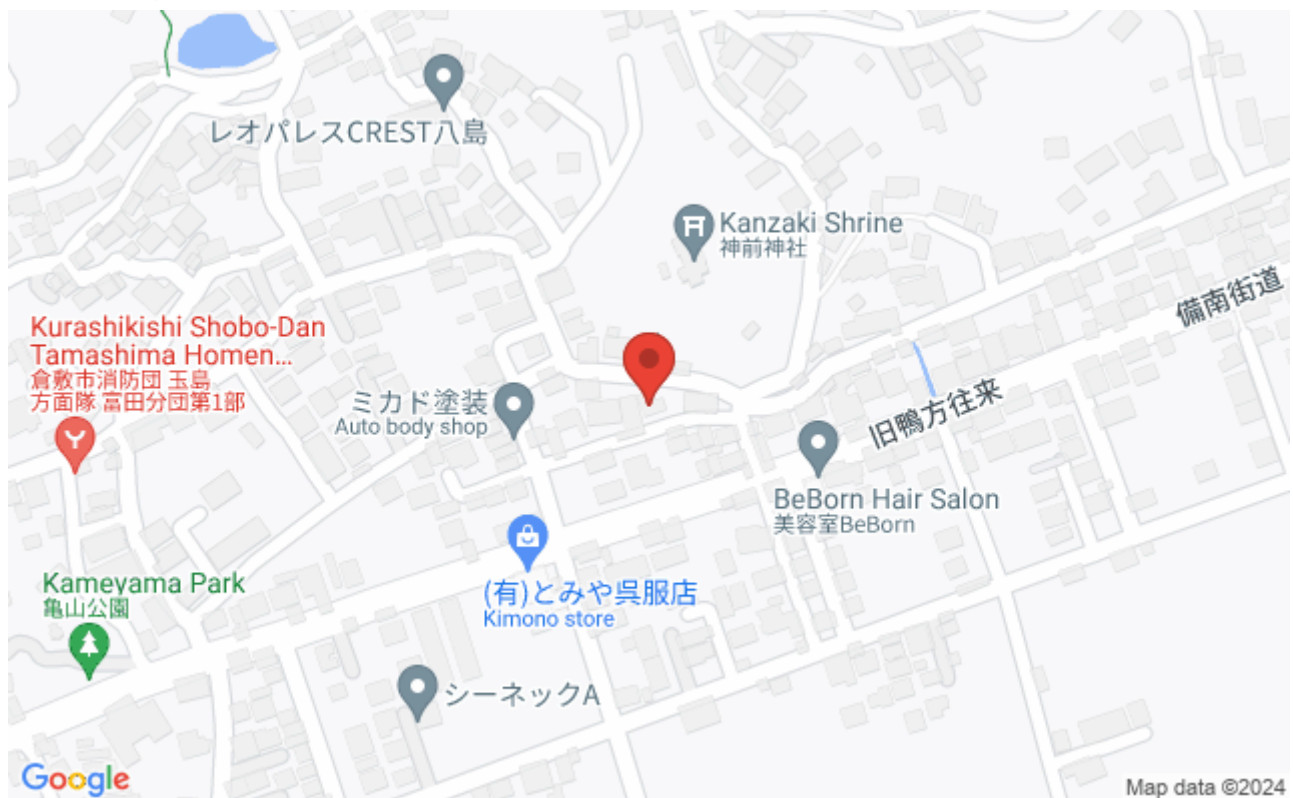 レオパレスCREST八島
Kanzaki Shrine
神前神社
備南街道
Kurashikishi Shobo-Dan
Tamashima Homen...
倉敷市消防団 玉島
方面隊 富田分団第1部
ミカド塗装
Auto body shop
旧鴨方往来
BeBorn Hair Salon
美容室BeBorn
(有)とみや呉服店
Kimono store
Kameyama Park
亀山公園
シーネックA
Google
Map data ©2024